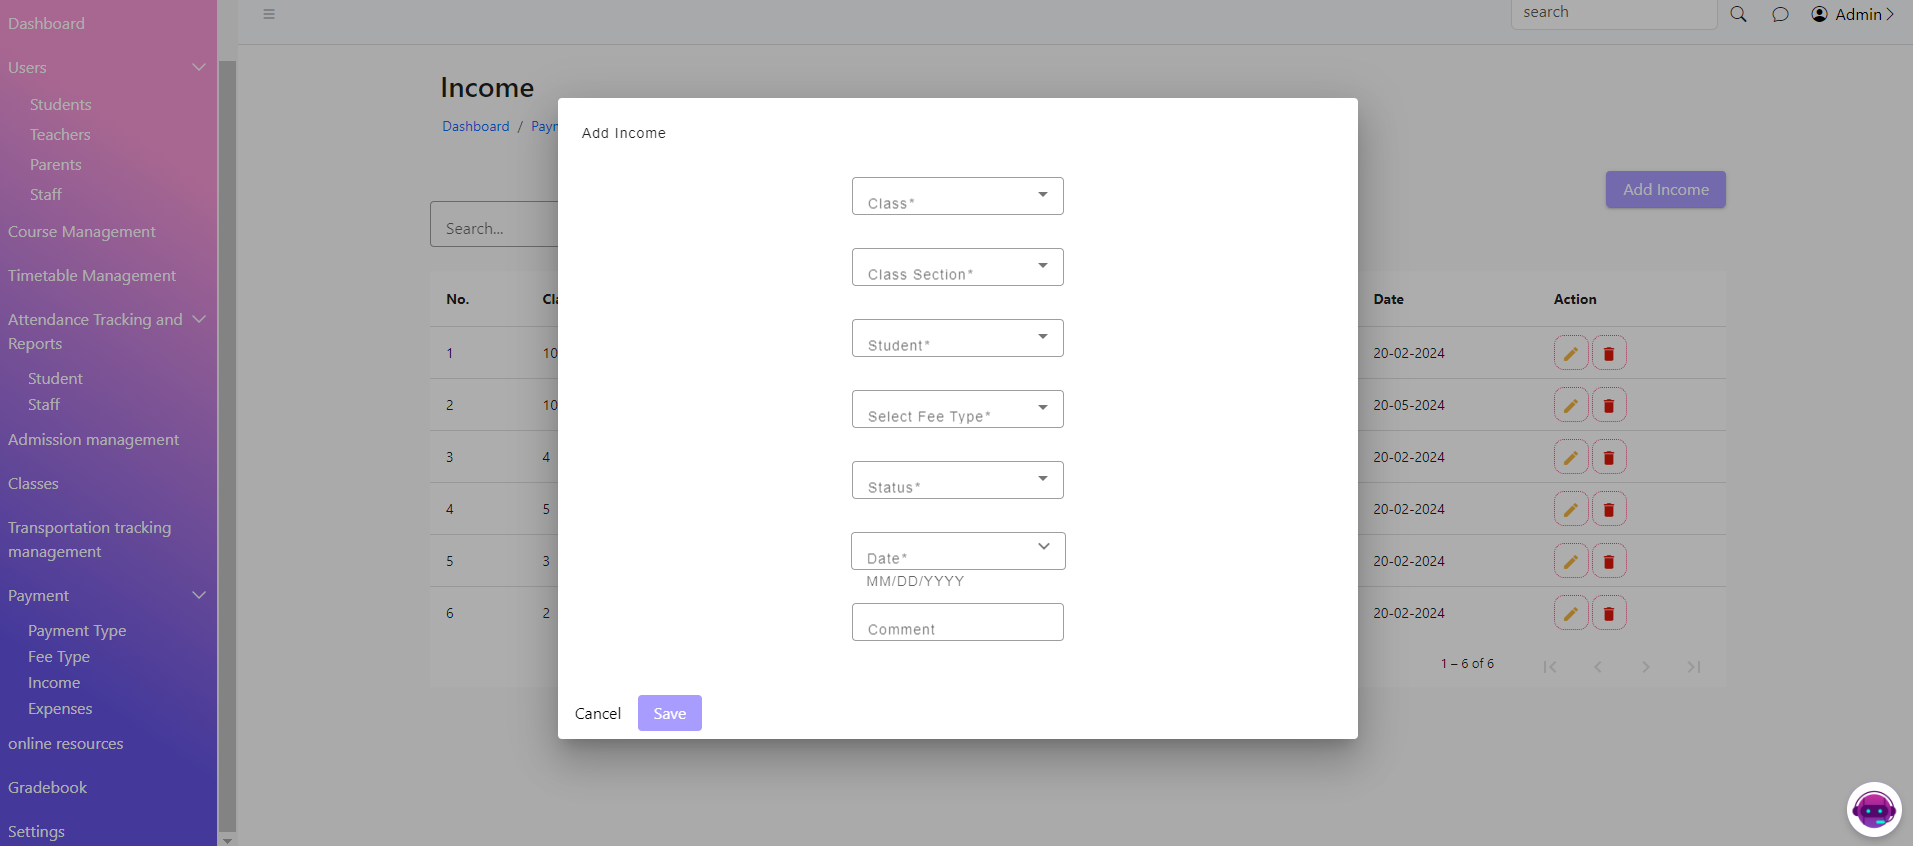 Dashboard
Users
Students
Teachers
Parents
Staff
Course Management
Timetable Management
Attendance Tracking and
Reports
Student
Staff
Admission management
Classes
Transportation tracking
management
Payment
Payment Type
Fee Type
Income
Expenses
online resources
Gradebook
Settings
search
Admin
Income
Dashboard / Payn
Add Income
Search...
No. Cla Date Action
1 10 20-02-2024
2 10 20-05-2024
3 4 20-02-2024
4 5 20-02-2024
5 3 20-02-2024
6 2 20-02-2024
1 – 6 of 6
Add Income
Class*
Class Section*
Student*
Select Fee Type*
Status*
Date*
MM/DD/YYYY
Comment
Cancel Save